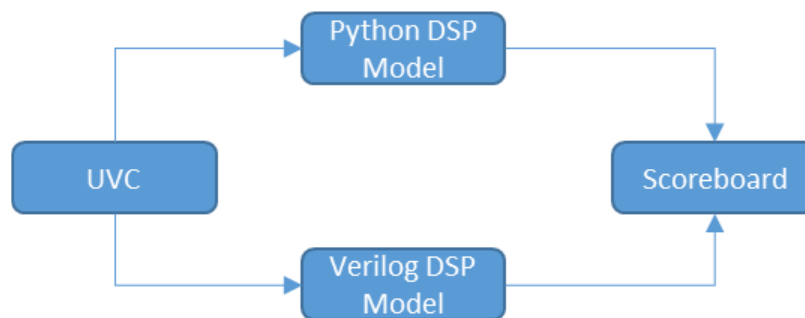 Python DSP
Model
UVC
Scoreboard
Verilog DSP
Model